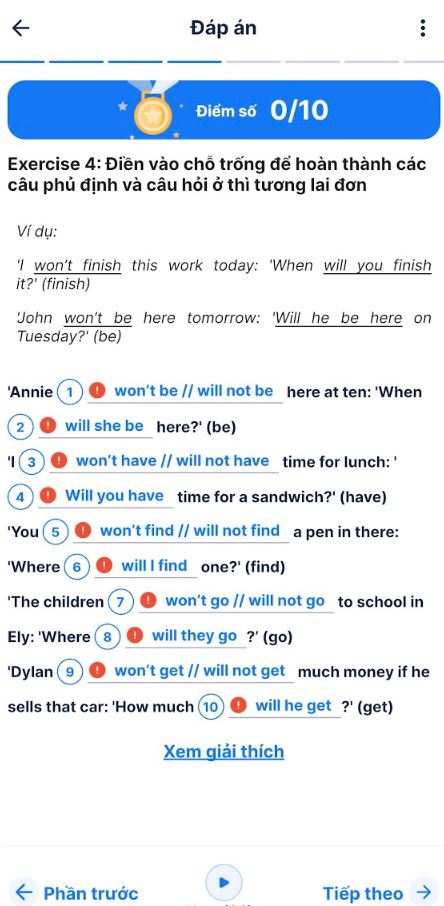 Đáp án
Điểm số 0/10
Exercise 4: Điền vào chỗ trống để hoàn thành các
câu phủ định và câu hỏi ở thì tương lai đơn
Ví dụ:
'I won't finish this work today: 'When will you finish
it?' (finish)
'John won't be here tomorrow: 'Will he be here on
Tuesday?' (be)
'Annie 1 ! won't be // will not be here at ten: 'When
2 ! will she be here?' (be)
'I 3 ! won't have // will not have time for lunch: '
4 ! Will you have time for a sandwich?' (have)
'You 5 ! won't find // will not find a pen in there:
'Where 6 ! will I find one?' (find)
'The children 7 ! won't go // will not go to school in
Ely: 'Where 8 ! will they go ?' (go)
'Dylan 9 ! won't get // will not get much money if he
sells that car: 'How much 10 ! will he get ?' (get)
Xem giải thích
Phần trước
Tiếp theo